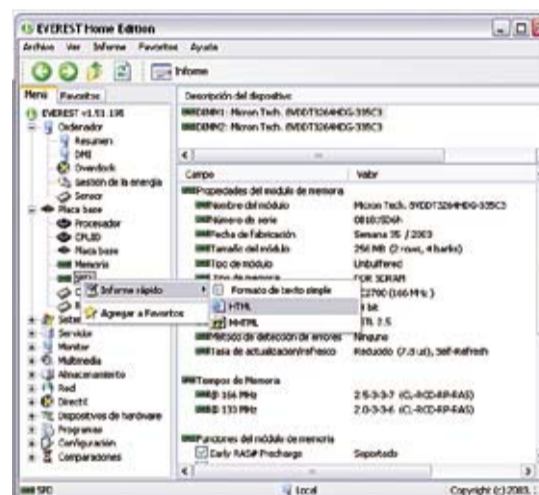 EVEREST Home Edition
Archivo Ver Informe Favoritos Ayuda
Informe
Menú Favoritos
EVEREST v1.51.195
Ordenador
Resumen
DMI
Overclock
Gestión de la energía
Sensor
Placa base
Procesador
CPUID
Placa base
Memoria
SPD
Servidor
Monitor
Multimedia
Almacenamiento
Red
DirectX
Dispositivos de hardware
Programas
Configuración
Comparaciones
Informe rápido
Agregar a Favoritos
Formato de texto simple
HTML
MHTML
Descripción del dispositivo
DIMM1: Micron Tech. 8VDDT3264HDG-335C3
DIMM2: Micron Tech. 8VDDT3264HDG-335C3
Campo Valor
Propiedades del módulo de memoria
Nombre del módulo Micron Tech. 8VDDT3264HDG-335C3
Número de serie
Fecha de fabricación Semana 35 / 2003
Tamaño del módulo 256 MB (2 rows, 4 banks)
Tipo de módulo Unbuffered
Tipo de memoria DDR SDRAM
PC2700 (166 MHz)
Método de detección de errores Ninguno
Tasa de actualización/refresco Reducido (7.8 us), Self-Refresh
Tiempos de Memoria
@ 166 MHz 2.5-3-3-7 (CL-RCD-RP-RAS)
@ 133 MHz 2.0-3-3-6 (CL-RCD-RP-RAS)
Funciones del módulo de memoria
Early RAS# Precharge Soportado
SPD
Local
Copyright (c) 2003,